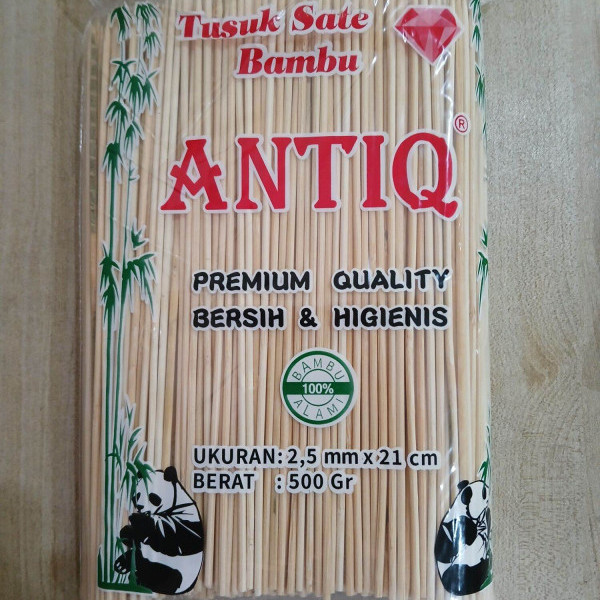 Tusuk Sate
Bambu
ANTIQ®
PREMIUM QUALITY
BERSIH & HIGIENIS
BAMBU
100%
ALAMI
UKURAN: 2,5 mm x 21 cm
BERAT : 500 Gr